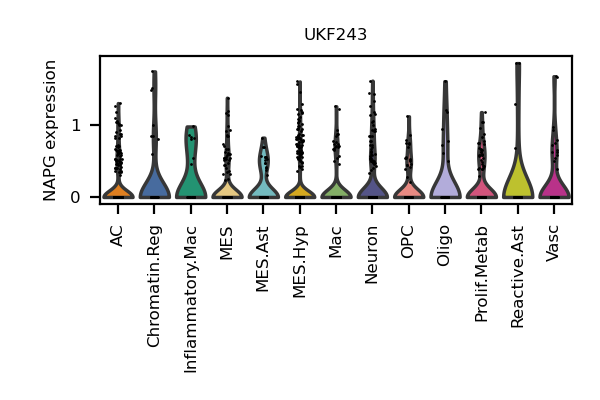 UKF243
NAPG expression
1
0
AC
Chromatin.Reg
Inflammatory.Mac
MES
MES.Ast
MES.Hyp
Mac
Neuron
OPC
Oligo
Prolif.Metab
Reactive.Ast
Vasc